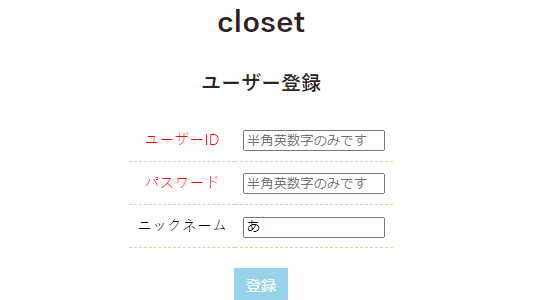 closet
ユーザー登録
ユーザーID 半角英数字のみです
パスワード 半角英数字のみです
ニックネーム あ
登録